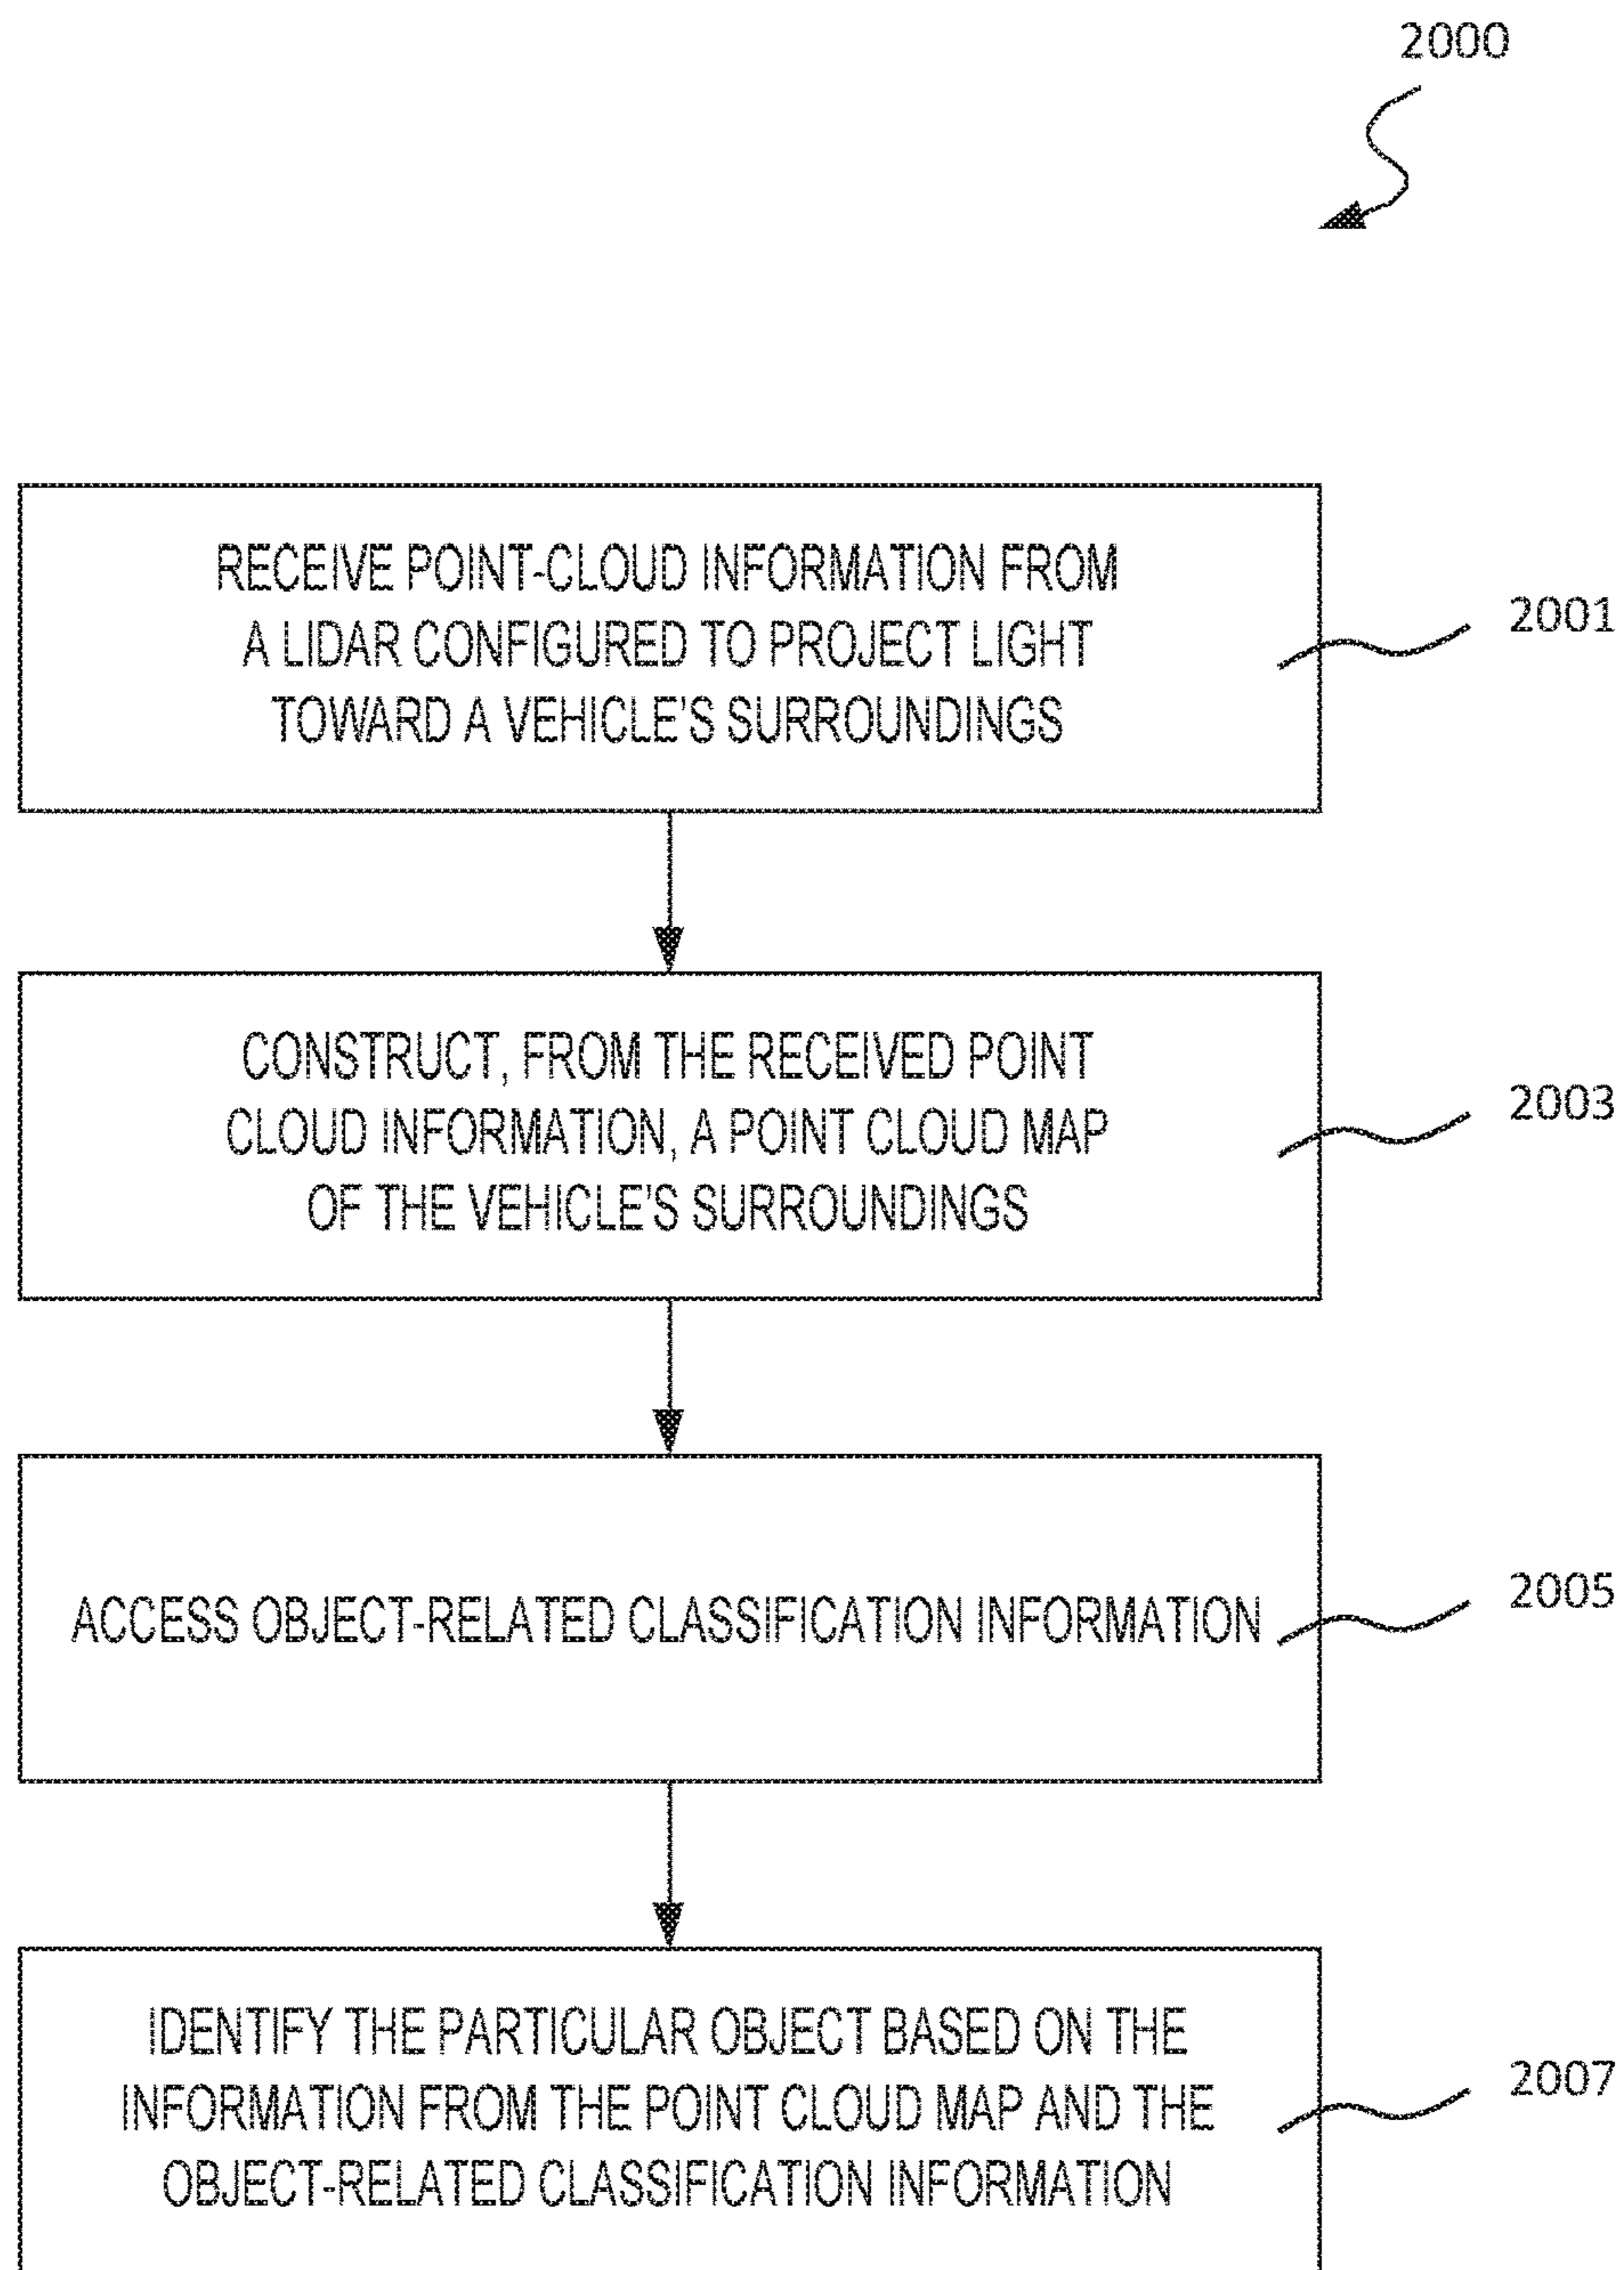 2000
RECEIVE POINT-CLOUD INFORMATION FROM
A LIDAR CONFIGURED TO PROJECT LIGHT
TOWARD A VEHICLE'S SURROUNDINGS
2001
CONSTRUCT, FROM THE RECEIVED POINT
CLOUD INFORMATION, A POINT CLOUD MAP
OF THE VEHICLE'S SURROUNDINGS
2003
ACCESS OBJECT-RELATED CLASSIFICATION INFORMATION
2005
IDENTIFY THE PARTICULAR OBJECT BASED ON THE
INFORMATION FROM THE POINT CLOUD MAP AND THE
OBJECT-RELATED CLASSIFICATION INFORMATION
2007